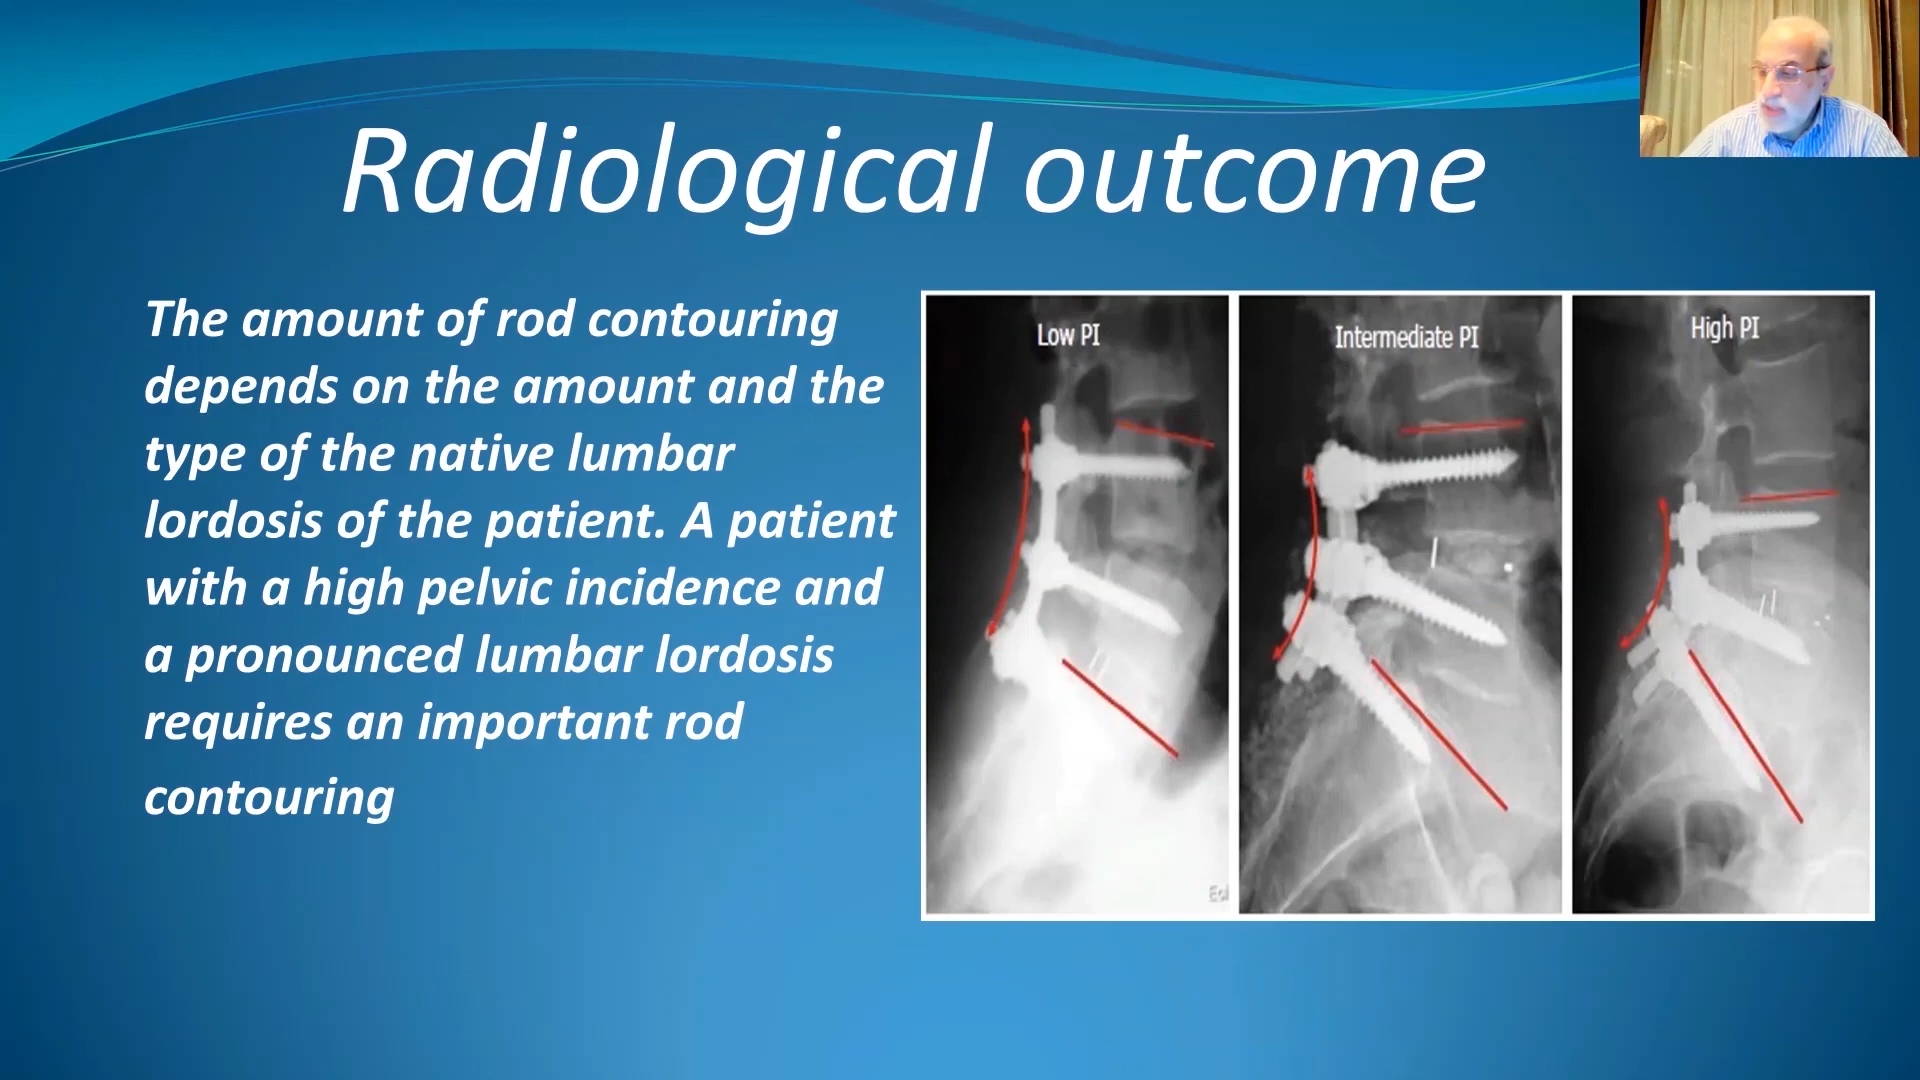 Radiological outcome
The amount of rod contouring
depends on the amount and the
type of the native lumbar
lordosis of the patient. A patient
with a high pelvic incidence and
a pronounced lumbar lordosis
requires an important rod
contouring
Low PI
Intermediate PI
High PI